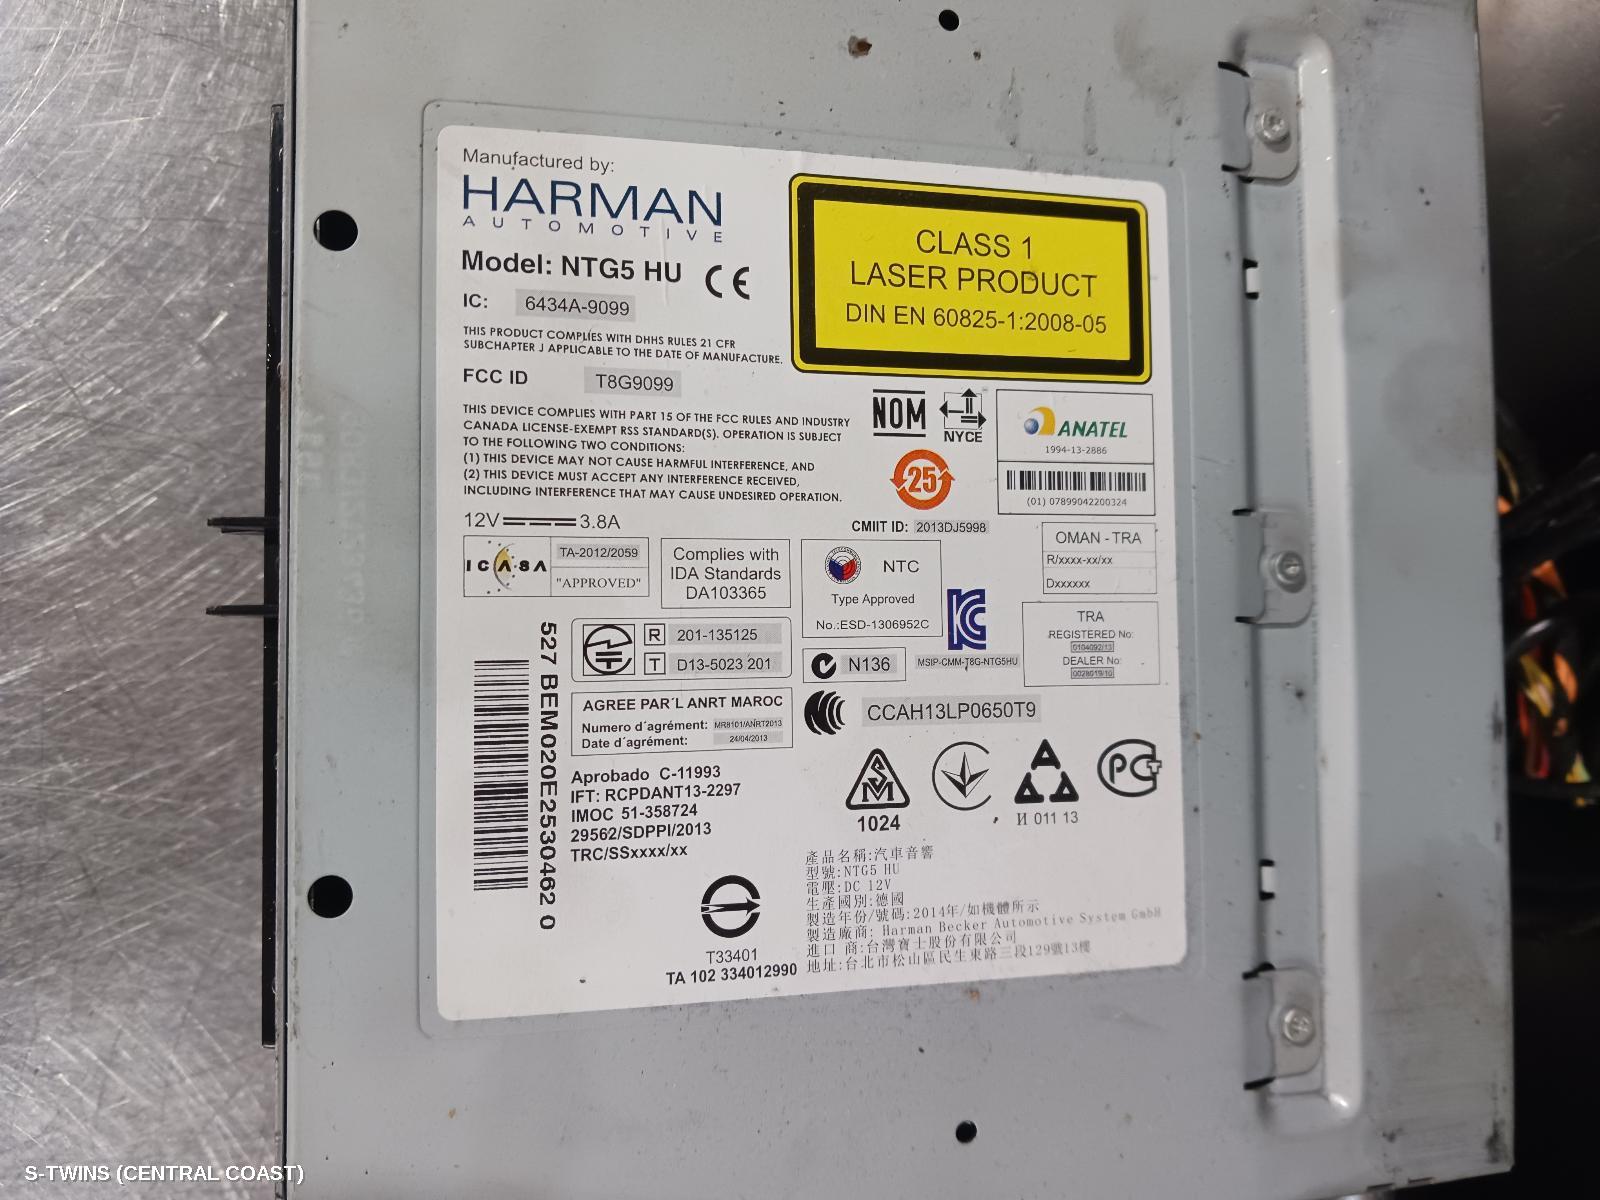 Manufactured by:
HARMAN
AUTOMOTIVE
Model: NTG5 HU CE
IC: 6434A-9099
THIS PRODUCT COMPLIES WITH DHHS RULES 21 CFR
SUBCHAPTER J APPLICABLE TO THE DATE OF MANUFACTURE.
FCC ID T8G9099
THIS DEVICE COMPLIES WITH PART 15 OF THE FCC RULES AND INDUSTRY
CANADA LICENSE-EXEMPT RSS STANDARD(S). OPERATION IS SUBJECT
TO THE FOLLOWING TWO CONDITIONS:
(1) THIS DEVICE MAY NOT CAUSE HARMFUL INTERFERENCE, AND
(2) THIS DEVICE MUST ACCEPT ANY INTERFERENCE RECEIVED,
INCLUDING INTERFERENCE THAT MAY CAUSE UNDESIRED OPERATION.
12V 3.8A
CLASS 1
LASER PRODUCT
DIN EN 60825-1:2008-05
NOM
NYCE
ANATEL
1994-13-2886
(01) 07899042200324
25
CMIIT ID: 2013DJ5998
OMAN - TRA
R/xxxx-xx/xx
Dxxxxxx
ICASA
TA-2012/2059
"APPROVED"
Complies with
IDA Standards
DA103365
NTC
Type Approved
No.:ESD-1306952C
MSIP-CMM-T8G-NTG5HU
TRA
REGISTERED No:
0104092/13
DEALER No:
0028019/10
R 201-135125
T D13-5023 201
N136
527 BEM020E2530462 0
AGREE PAR´L ANRT MAROC
Numero d´agrément: MR8101/ANRT2013
Date d´agrément: 24/04/2013
CCAH13LP0650T9
Aprobado C-11993
IFT: RCPDANT13-2297
IMOC 51-358724
29562/SDPPI/2013
TRC/SSxxxx/xx
1024
И 011 13
T33401
TA 102 334012990
產品名稱:汽車音響
型號:NTG5 HU
電壓:DC 12V
生產國別:德國
製造年份/號碼:2014年/如機體所示
製造廠商: Harman Becker Automotive System GmbH
進口 商:台灣賓士股份有限公司
地址:台北市松山區民生東路三段129號13樓
S-TWINS (CENTRAL COAST)